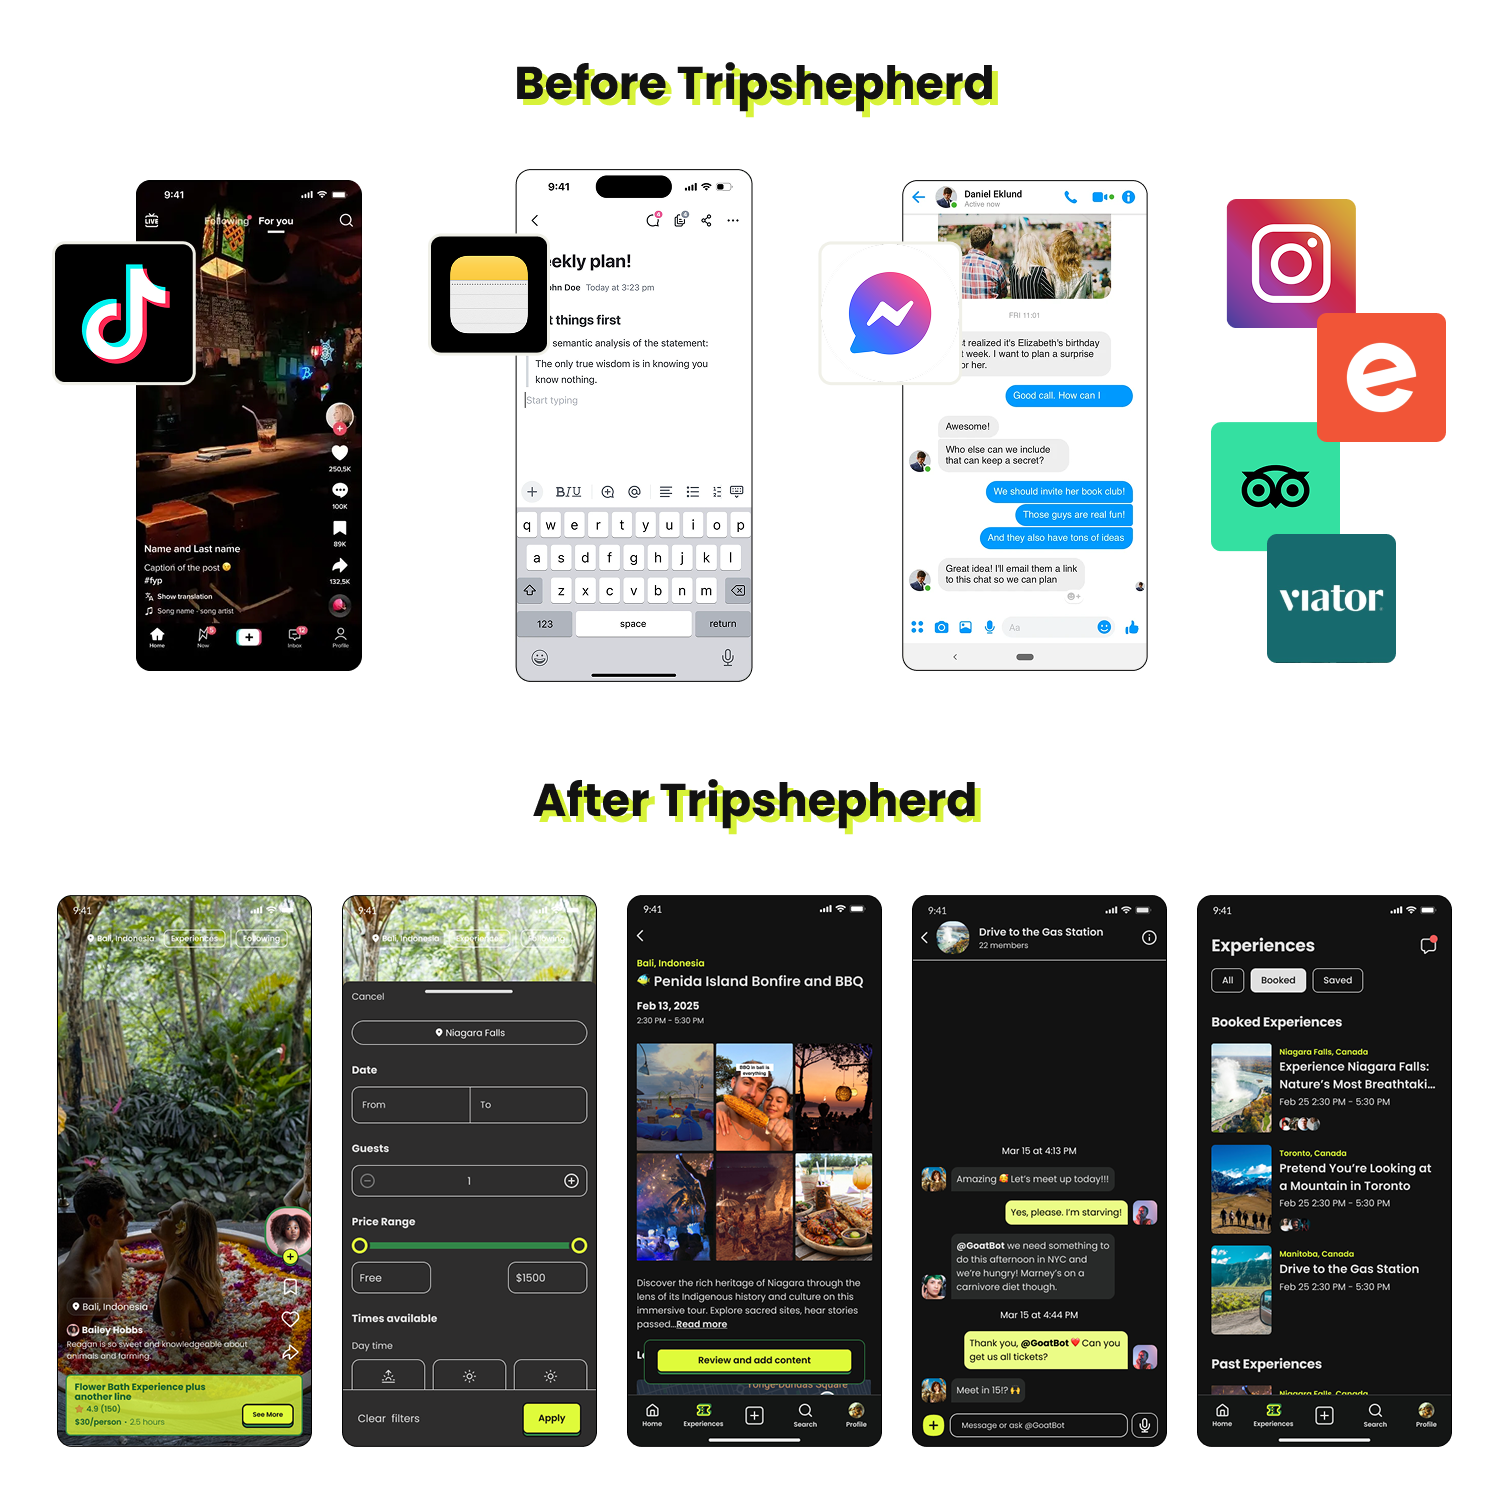 Before Tripshepherd
9:41
LIVE
Following
For you
250,5K
100K
89K
132,5K
Name and Last name
Caption of the post 😉
#fyp
Show translation
Song name - song artist
Home
Now
5
Inbox
12
Profile
9:41
ekly plan!
ohn Doe Today at 3:23 pm
t things first
semantic analysis of the statement:
The only true wisdom is in knowing you
know nothing.
Start typing
B I U
q w e r t y u i o p
a s d f g h j k l
z x c v b n m
123 space return
Daniel Eklund
Active now
FRI 11:01
t realized it's Elizabeth's birthday
t week. I want to plan a surprise
or her.
Good call. How can I
Awesome!
Who else can we include
that can keep a secret?
We should invite her book club!
Those guys are real fun!
And they also have tons of ideas
Great idea! I'll email them a link
to this chat so we can plan
Aa
e
viator
After Tripshepherd
9:41
Bali, Indonesia
Experiences
Following
Bali, Indonesia
Bailey Hobbs
Reagan is so sweet and knowledgeable about
animals and farming.
Flower Bath Experience plus
another line
4.9 (150)
$30/person • 2.5 hours
See More
9:41
Bali, Indonesia
Experiences
Following
Cancel
Niagara Falls
Date
From
To
Guests
1
Price Range
Free
$1500
Times available
Day time
Clear filters
Apply
9:41
Bali, Indonesia
🐠 Penida Island Bonfire and BBQ
Feb 13, 2025
2:30 PM - 5:30 PM
BBQ in bali is
everything
Discover the rich heritage of Niagara through the
lens of its Indigenous history and culture on this
immersive tour. Explore sacred sites, hear stories
passed...Read more
Review and add content
Yonge-Dundas Square
Home
Experiences
Search
Profile
9:41
Drive to the Gas Station
22 members
Mar 15 at 4:13 PM
Amazing 🥰 Let's meet up today!!!
Yes, please. I'm starving!
@GoatBot we need something to
do this afternoon in NYC and
we're hungry! Marney's on a
carnivore diet though.
Mar 15 at 4:44 PM
Thank you, @GoatBot ❤️ Can you
get us all tickets?
Meet in 15!? 🙌
Message or ask @GoatBot
9:41
Experiences
All
Booked
Saved
Booked Experiences
Niagara Falls, Canada
Experience Niagara Falls:
Nature's Most Breathtaki...
Feb 25 2:30 PM - 5:30 PM
Toronto, Canada
Pretend You're Looking at
a Mountain in Toronto
Feb 25 2:30 PM - 5:30 PM
Manitoba, Canada
Drive to the Gas Station
Feb 25 2:30 PM - 5:30 PM
Past Experiences
Niagara Falls, Canada
Home
Experiences
Search
Profile